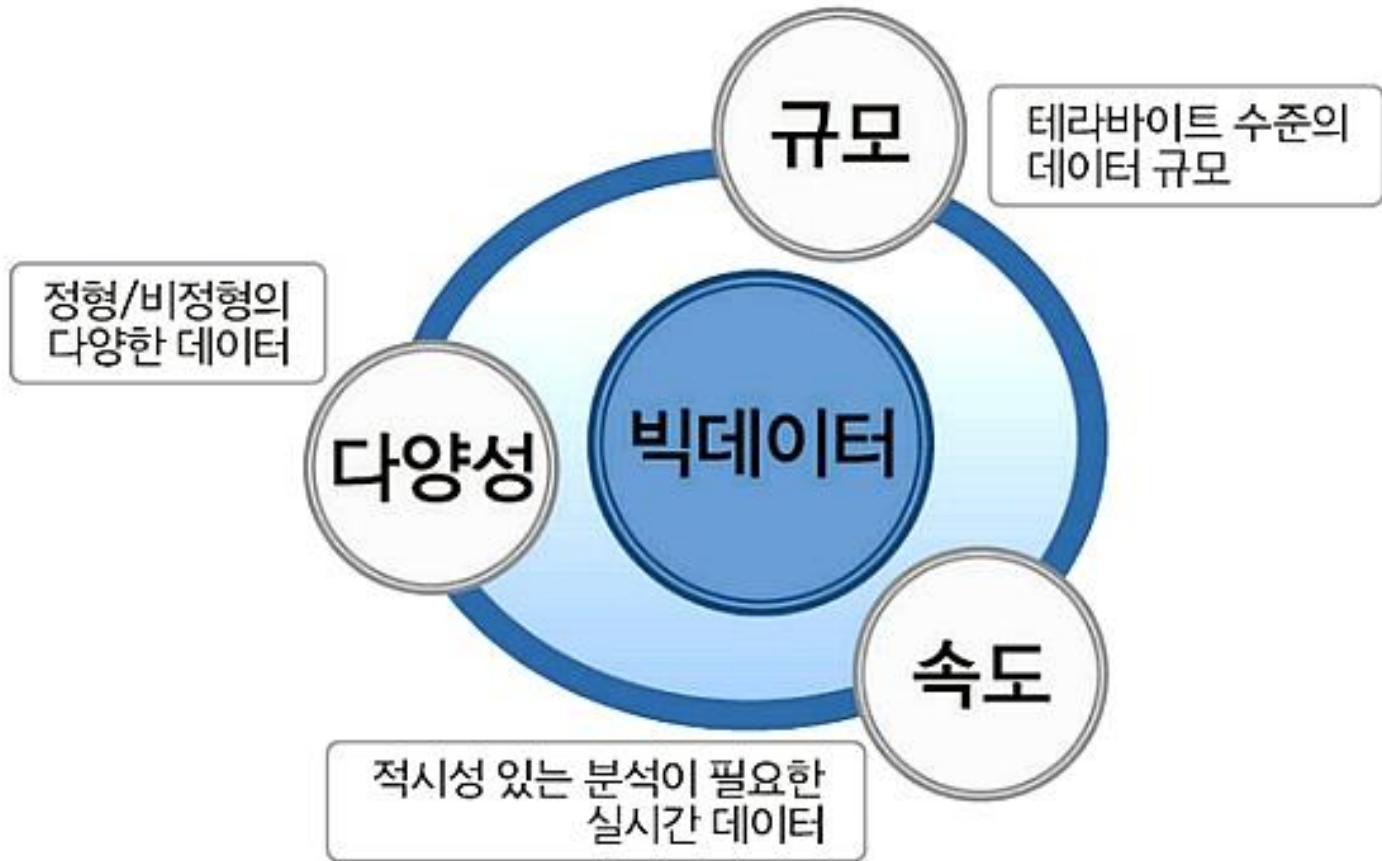 규모
테라바이트 수준의
데이터 규모
정형/비정형의
다양한 데이터
다양성
빅데이터
속도
적시성 있는 분석이 필요한
실시간 데이터